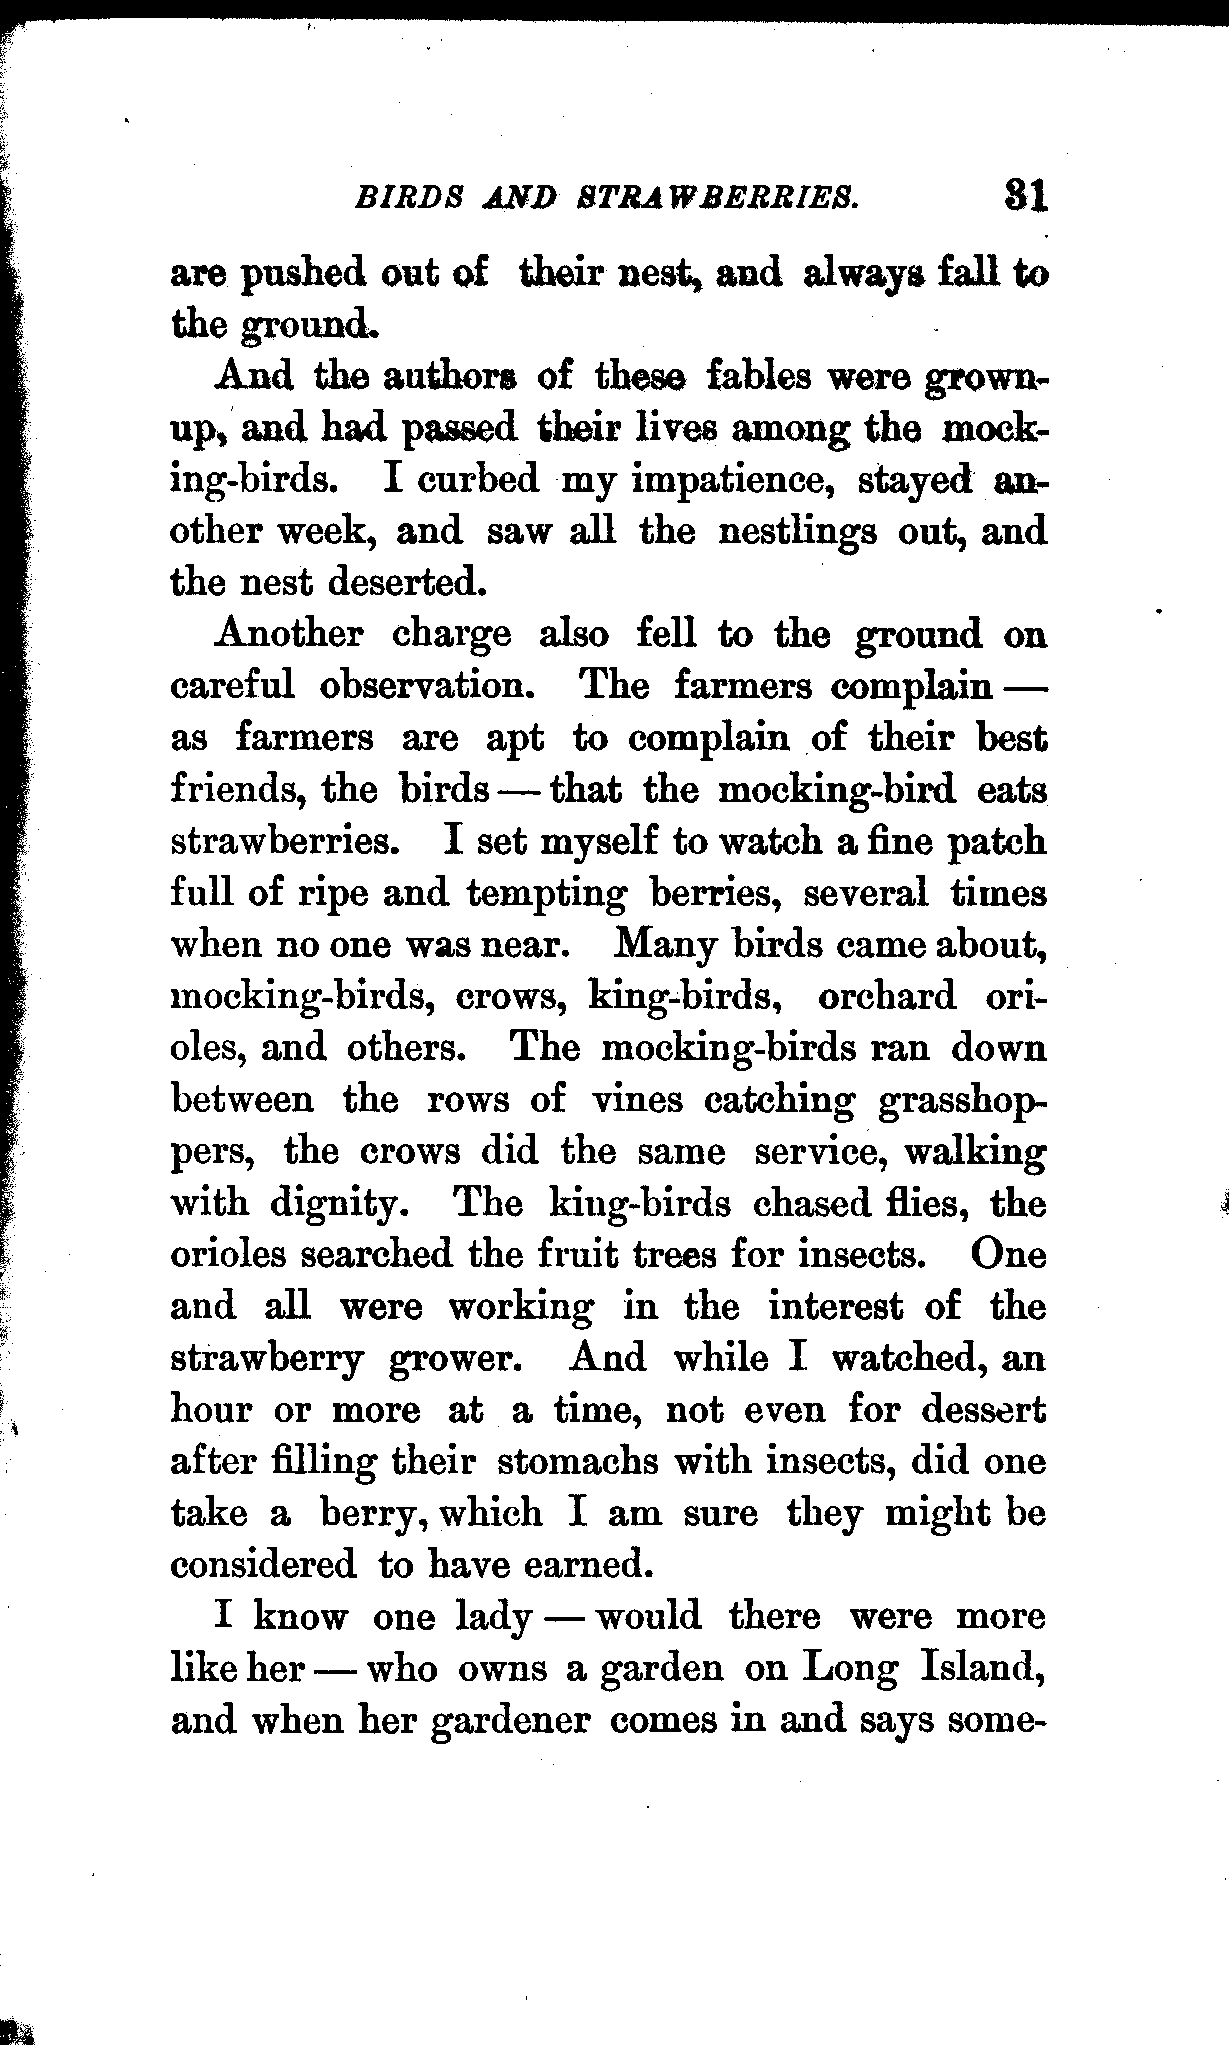 BIRDS AND STRAWBERRIES. 31
are pushed out of their nest, and always fall to
the ground.
And the authors of these fables were grown-
up, and had passed their lives among the mock-
ing-birds. I curbed my impatience, stayed an-
other week, and saw all the nestlings out, and
the nest deserted.
Another charge also fell to the ground on
careful observation. The farmers complain —
as farmers are apt to complain of their best
friends, the birds — that the mocking-bird eats
strawberries. I set myself to watch a fine patch
full of ripe and tempting berries, several times
when no one was near. Many birds came about,
mocking-birds, crows, king-birds, orchard ori-
oles, and others. The mocking-birds ran down
between the rows of vines catching grasshop-
pers, the crows did the same service, walking
with dignity. The king-birds chased flies, the
orioles searched the fruit trees for insects. One
and all were working in the interest of the
strawberry grower. And while I watched, an
hour or more at a time, not even for dessert
after filling their stomachs with insects, did one
take a berry, which I am sure they might be
considered to have earned.
I know one lady — would there were more
like her — who owns a garden on Long Island,
and when her gardener comes in and says some-